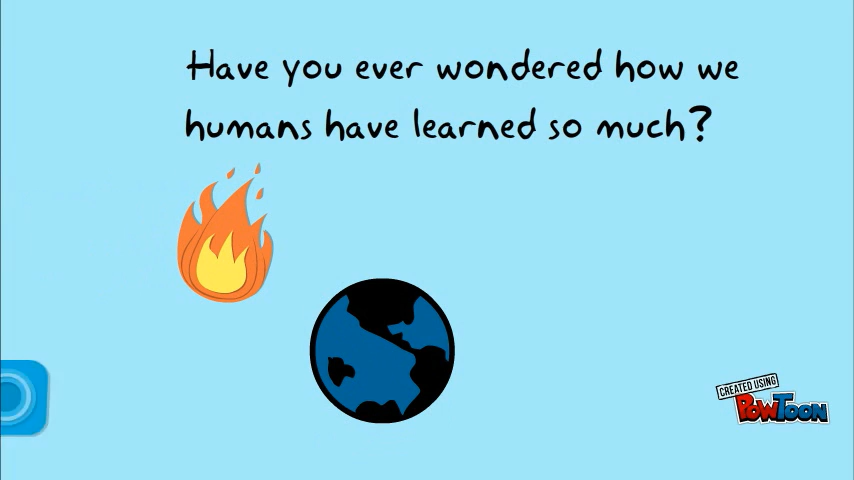 Have you ever wondered how we
humans have learned so much?
CREATED USING
POWTOON